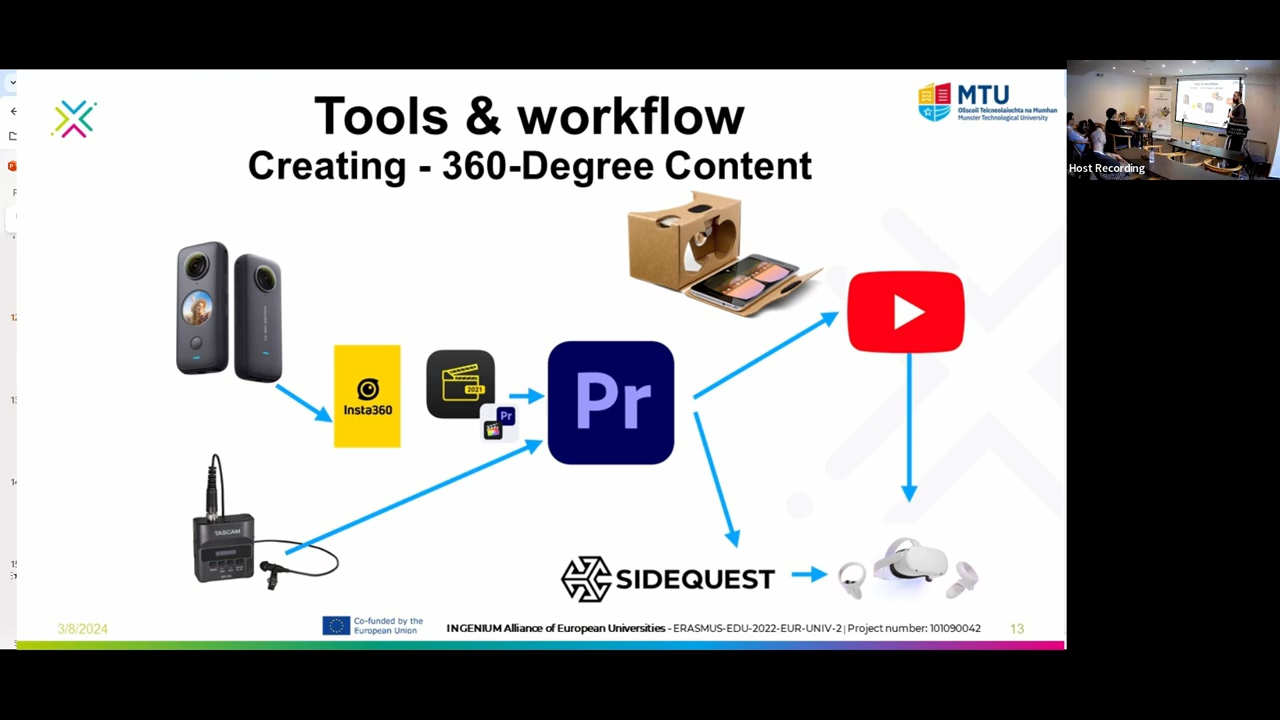 Tools & workflow
Creating - 360-Degree Content
MTU
Ollscoil Teicneolaíochta na Mumhan
Munster Technological University
Host Recording
Insta360
2021
Pr
Pr
TASCAM
SIDEQUEST
3/8/2024
Co-funded by the
European Union
INGENIUM Alliance of European Universities - ERASMUS-EDU-2022-EUR-UNIV-2 | Project number: 101090042
13